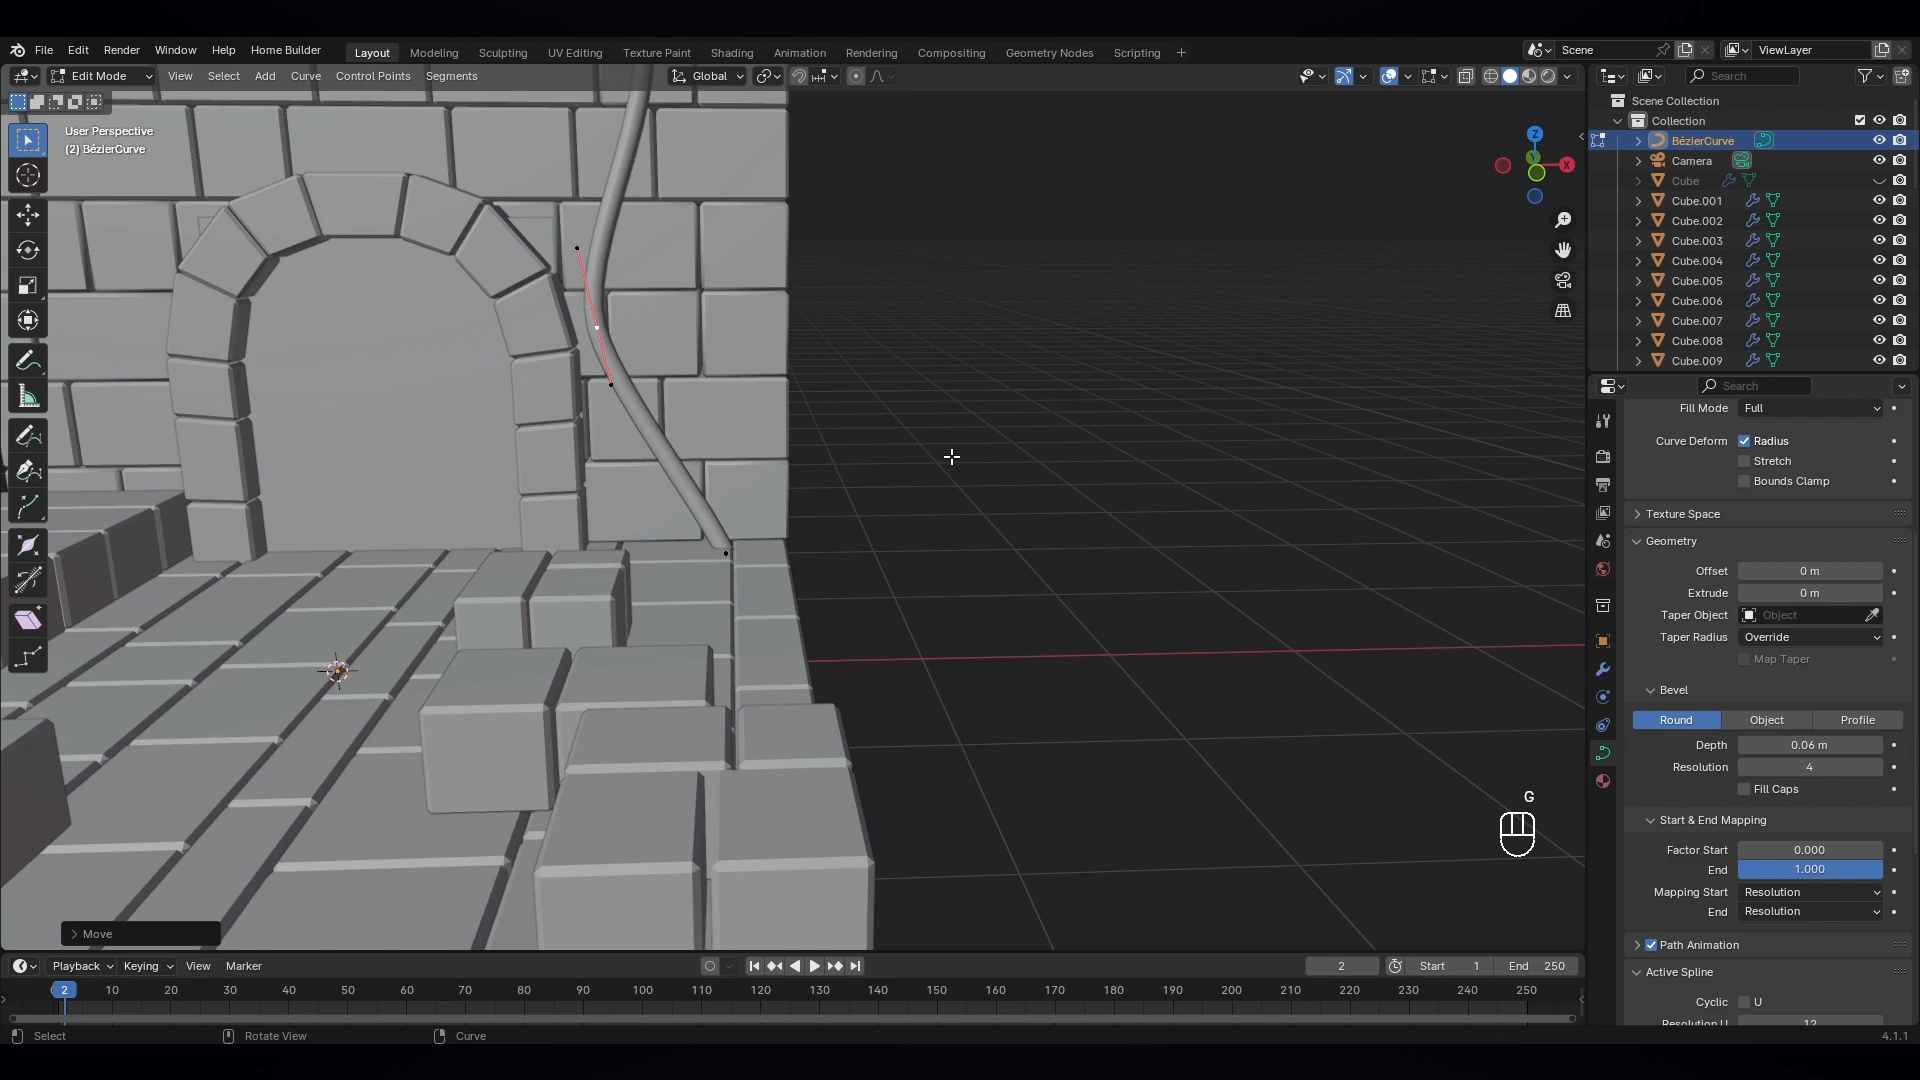 File Edit Render Window Help Home Builder Layout Modeling Sculpting UV Editing Texture Paint Shading Animation Rendering Compositing Geometry Nodes Scripting + Scene ViewLayer
Edit Mode View Select Add Curve Control Points Segments Global
Search
User Perspective
(2) BézierCurve
Z
X
Scene Collection
Collection
BézierCurve
Camera
Cube
Cube.001
Cube.002
Cube.003
Cube.004
Cube.005
Cube.006
Cube.007
Cube.008
Cube.009
Search
Fill Mode Full
Curve Deform Radius
Stretch
Bounds Clamp
Texture Space
Geometry
Offset 0 m
Extrude 0 m
Taper Object Object
Taper Radius Override
Map Taper
Bevel
Round Object Profile
Depth 0.06 m
Resolution 4
Fill Caps
Start & End Mapping
Factor Start 0.000
End 1.000
Mapping Start Resolution
End Resolution
Path Animation
Active Spline
Cyclic U
Resolution U 12
G
Move
Playback Keying View Marker 2 Start 1 End 250
2 10 20 30 40 50 60 70 80 90 100 110 120 130 140 150 160 170 180 190 200 210 220 230 240 250
Select Rotate View Curve 4.1.1